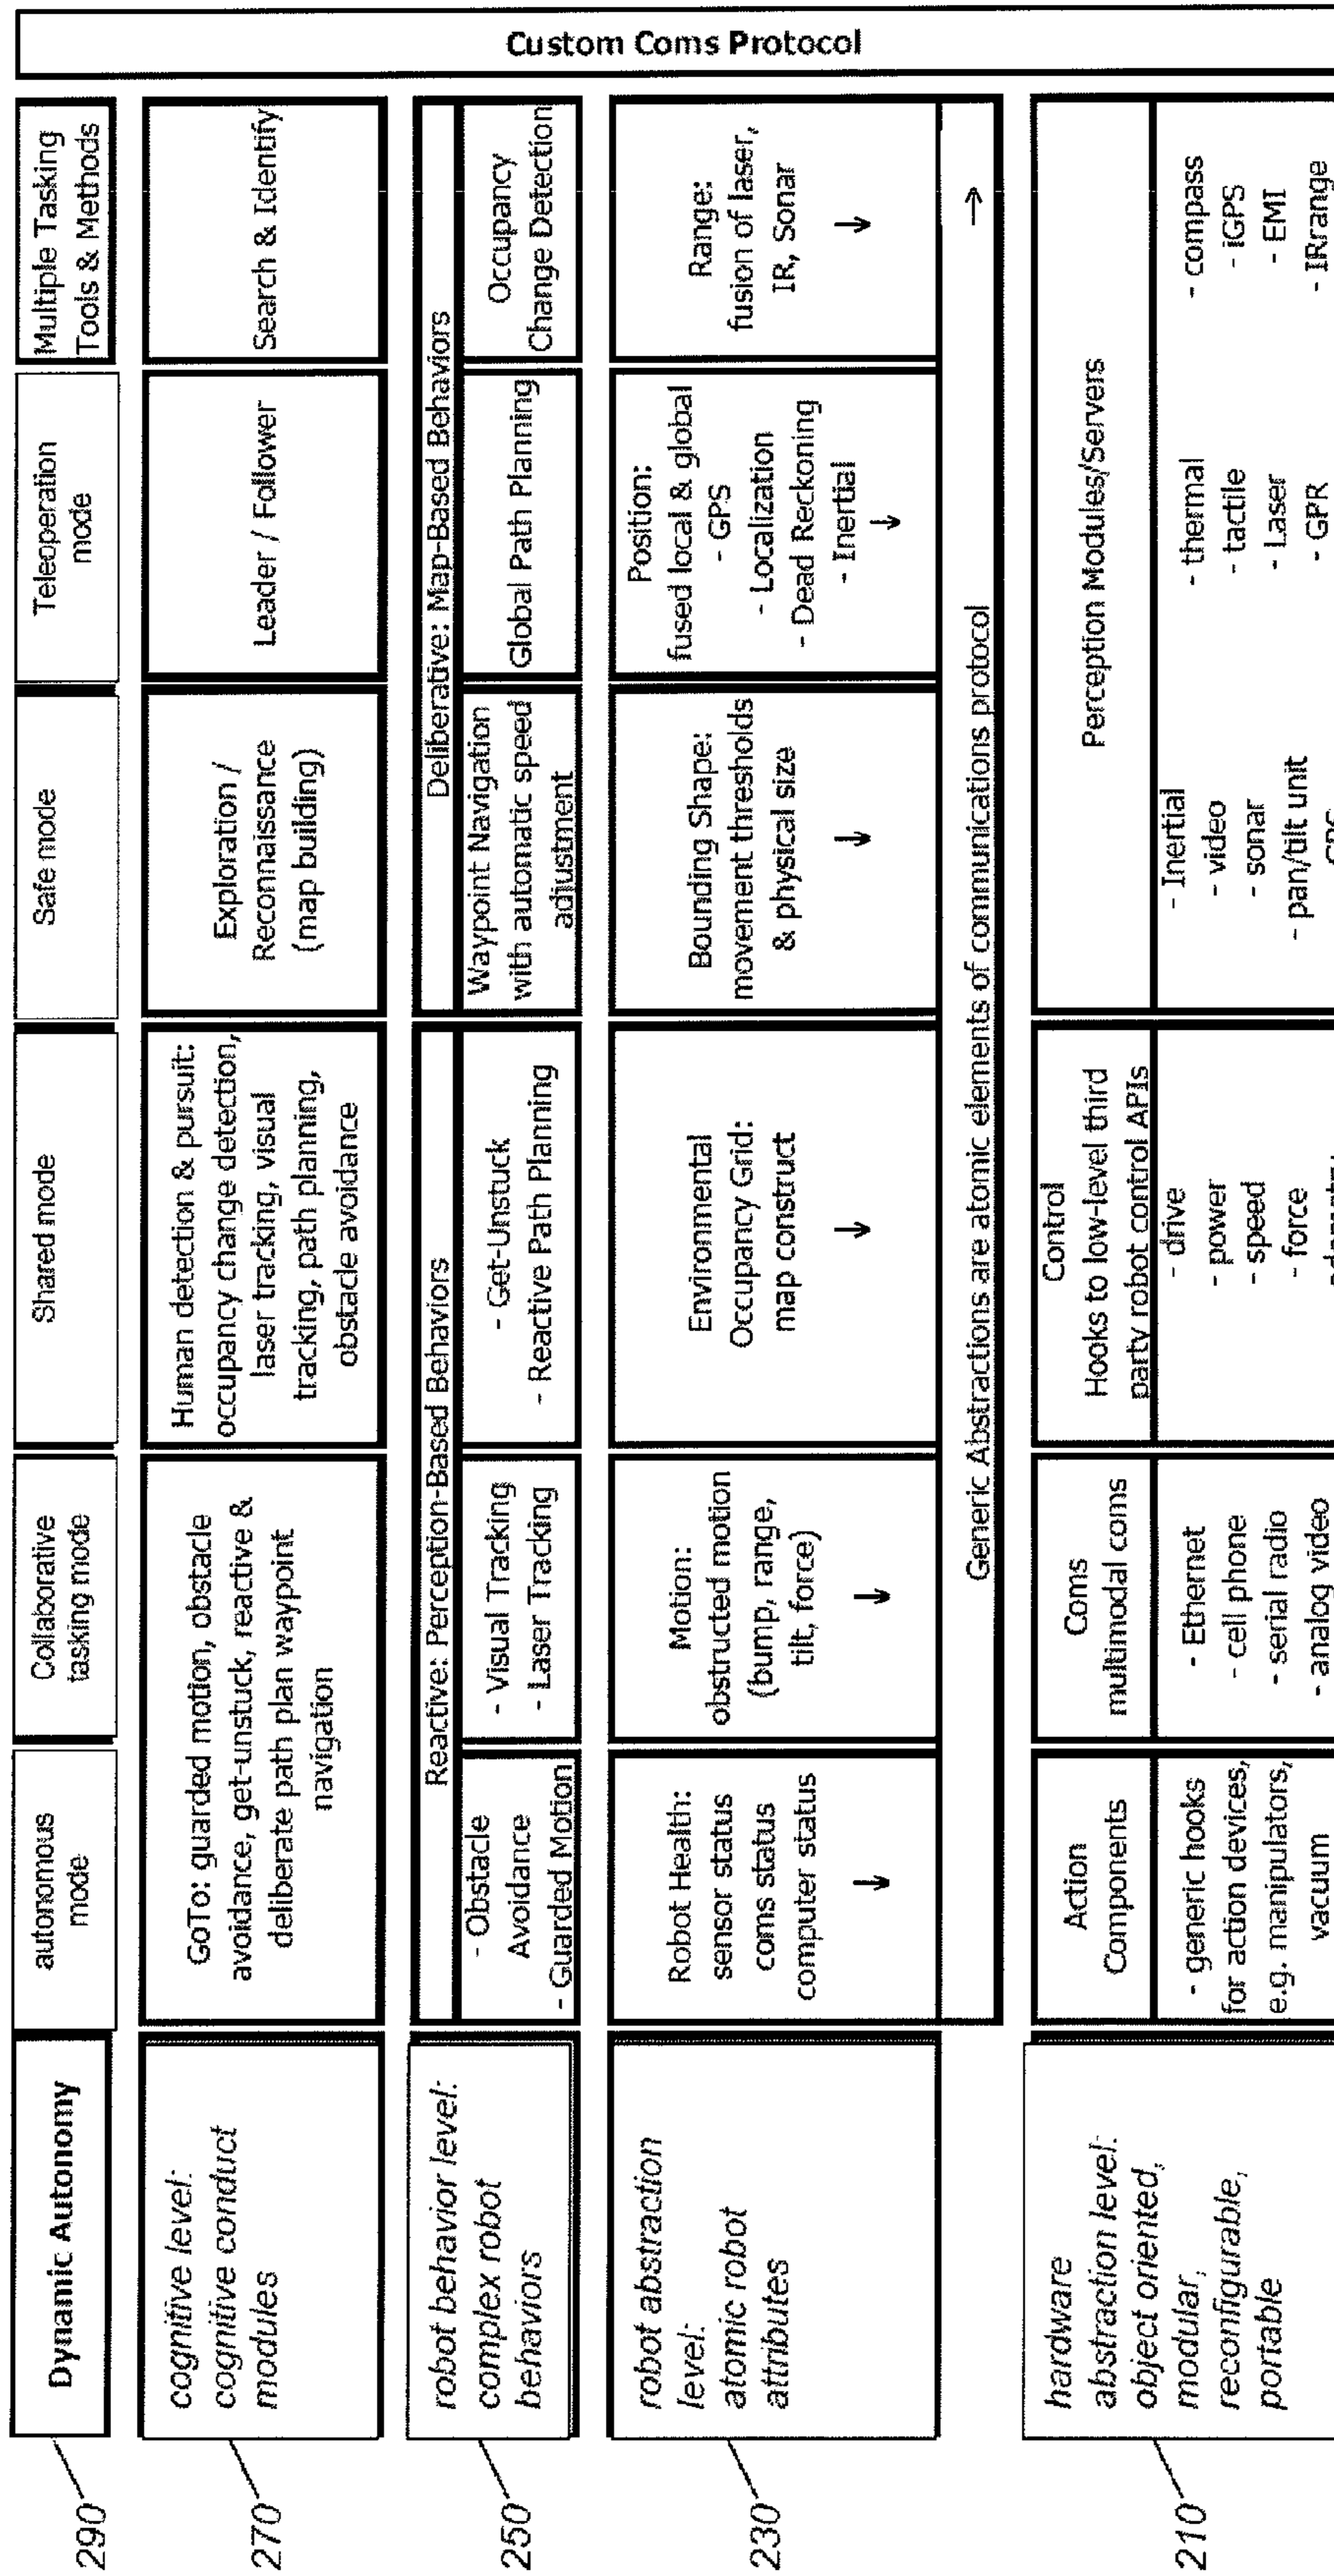 290
Dynamic Autonomy
autonomous
mode
Collaborative
tasking mode
Shared mode
Safe mode
Teleoperation
mode
Multiple Tasking
Tools & Methods
270
cognitive level:
cognitive conduct
modules
GoTo: guarded motion, obstacle
avoidance, get-unstuck, reactive &
deliberate path plan waypoint
navigation
Human detection & pursuit:
occupancy change detection,
laser tracking, visual
tracking, path planning,
obstacle avoidance
Exploration /
Reconnaissance
(map building)
Leader / Follower
Search & Identify
250
robot behavior level:
complex robot
behaviors
Reactive: Perception-Based Behaviors
- Obstacle
Avoidance
- Guarded Motion
- Visual Tracking
- Laser Tracking
- Get-Unstuck
- Reactive Path Planning
Deliberative: Map-Based Behaviors
Waypoint Navigation
with automatic speed
adjustment
Global Path Planning
Occupancy
Change Detection
230
robot abstraction
level:
atomic robot
attributes
Robot Health:
sensor status
coms status
computer status
↓
Motion:
obstructed motion
(bump, range,
tilt, force)
↓
Environmental
Occupancy Grid:
map construct
↓
Bounding Shape:
movement thresholds
& physical size
↓
Position:
fused local & global
- GPS
- Localization
- Dead Reckoning
- Inertial
↓
Range:
fusion of laser,
IR, Sonar
↓
Generic Abstractions are atomic elements of communications protocol →
210
hardware
abstraction level:
object oriented,
modular,
reconfigurable,
portable
Action
Components
- generic hooks
for action devices,
e.g. manipulators,
vacuum
Coms
multimodal coms
- Ethernet
- cell phone
- serial radio
- analog video
Control
Hooks to low-level third
party robot control APIs
- drive
- power
- speed
- force
Perception Modules/Servers
- Inertial
- video
- sonar
- pan/tilt unit
- thermal
- tactile
- Laser
- GPR
- compass
- iGPS
- EMI
- IRrange
Custom Coms Protocol